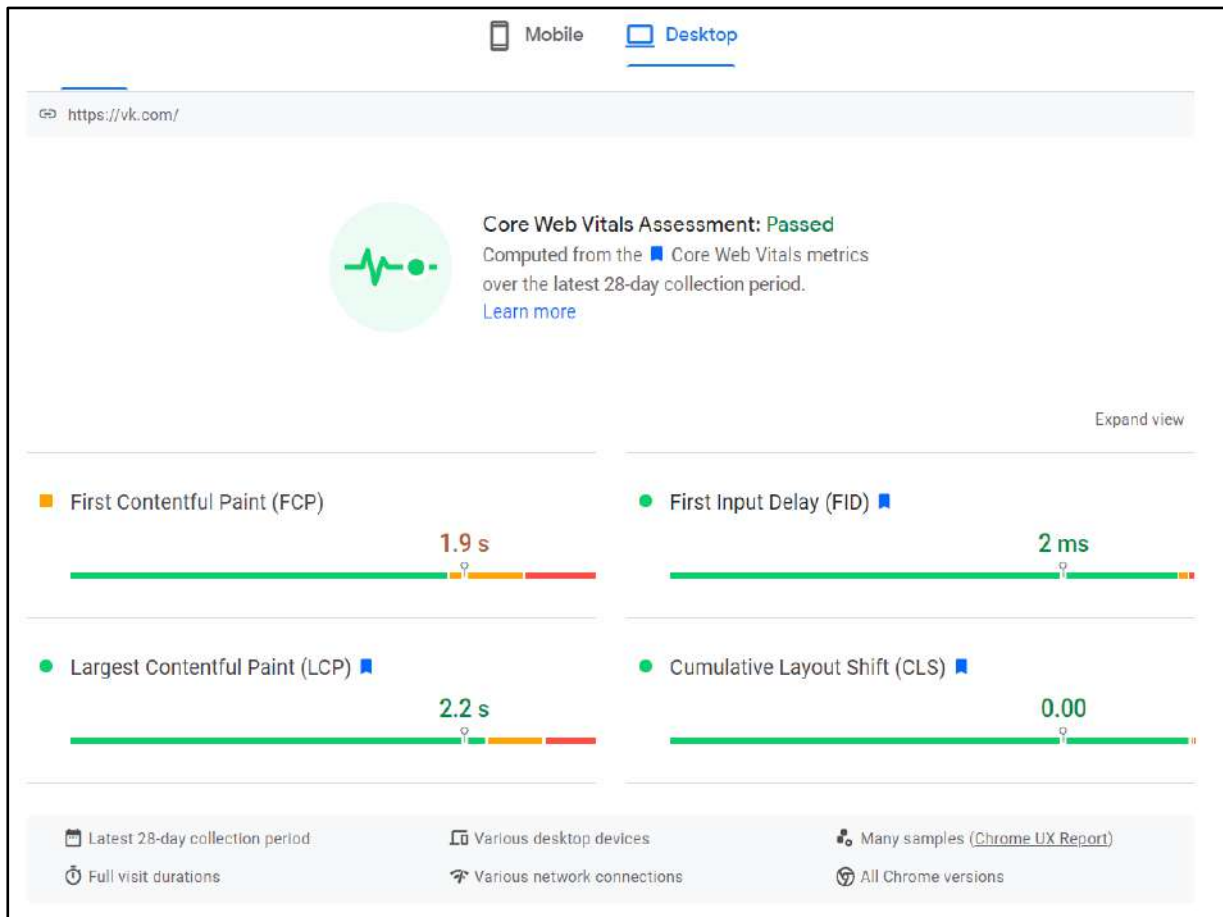 Mobile
Desktop
https://vk.com/
Core Web Vitals Assessment: Passed
Computed from the Core Web Vitals metrics
over the latest 28-day collection period.
Learn more
Expand view
First Contentful Paint (FCP)
1.9 s
First Input Delay (FID)
2 ms
Largest Contentful Paint (LCP)
2.2 s
Cumulative Layout Shift (CLS)
0.00
Latest 28-day collection period
Various desktop devices
Many samples (Chrome UX Report)
Full visit durations
Various network connections
All Chrome versions